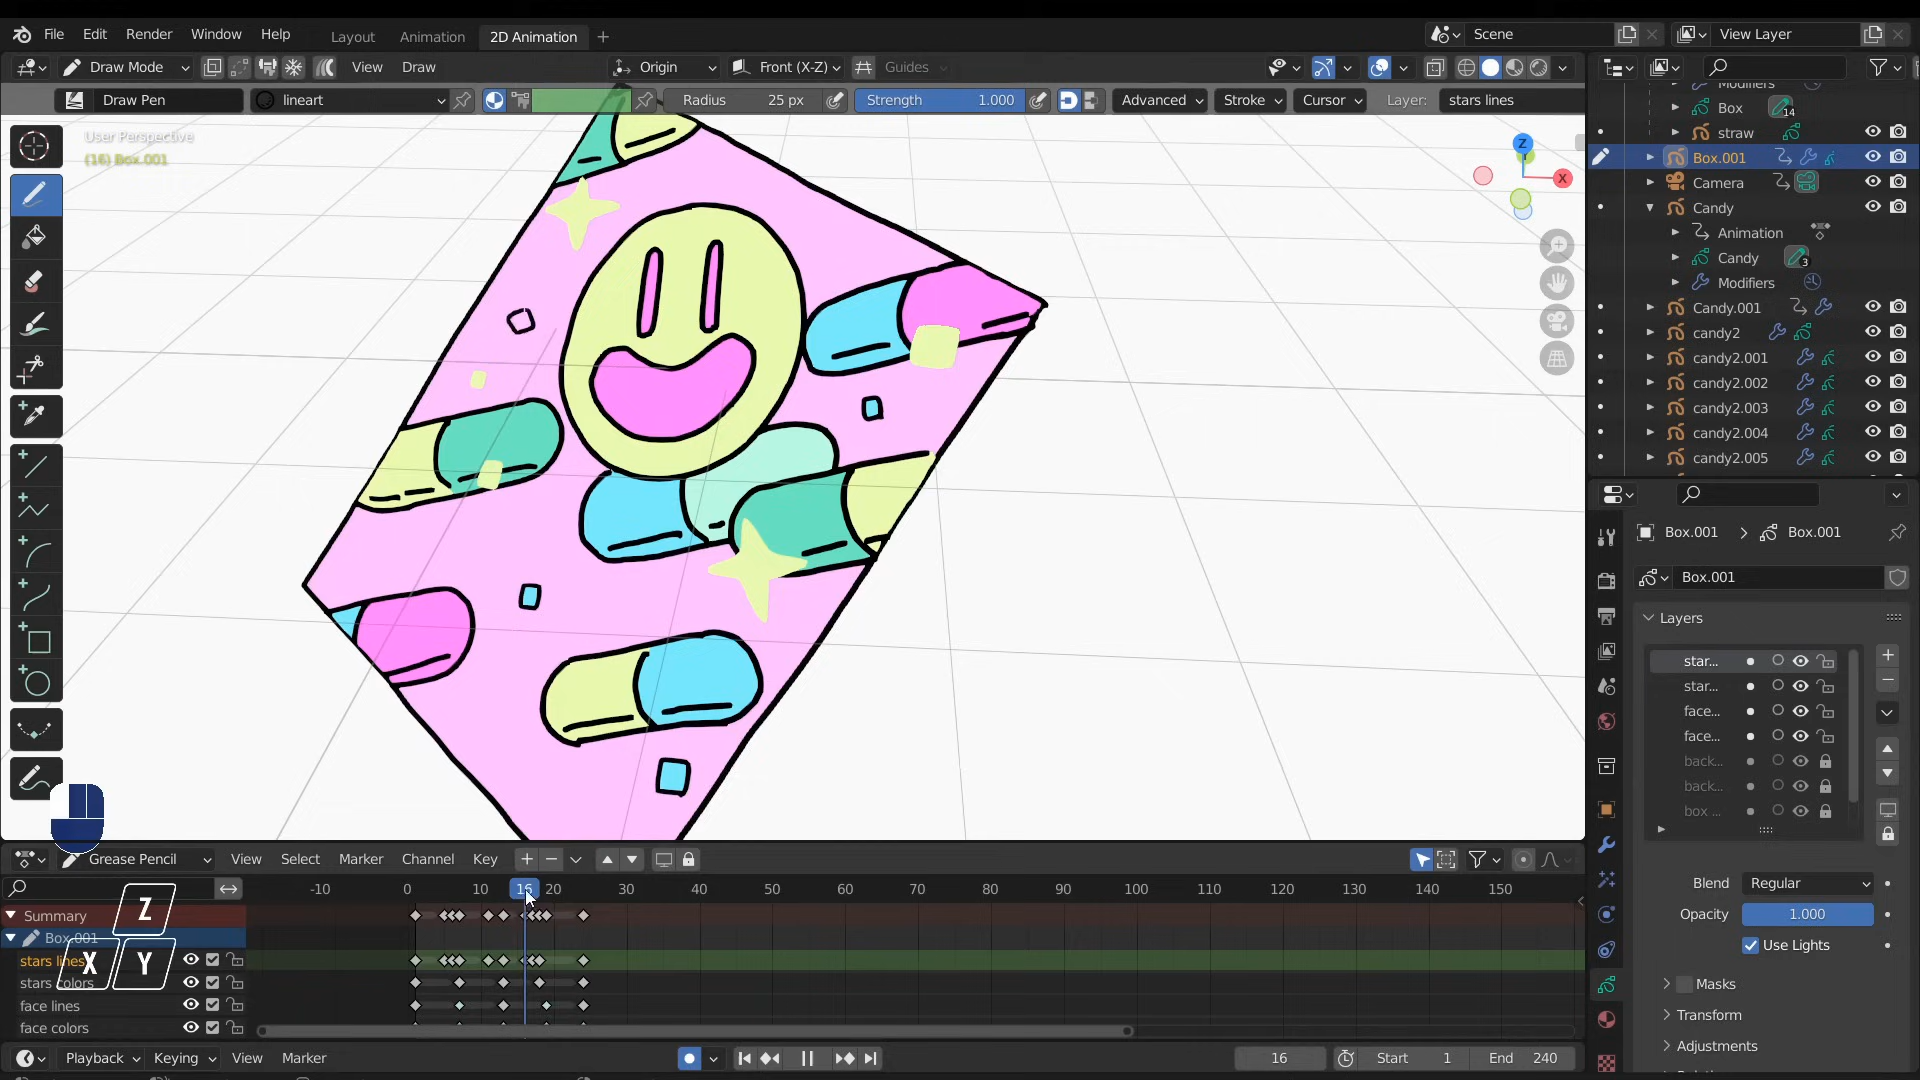 File Edit Render Window Help Layout Animation 2D Animation + Scene View Layer
Draw Mode View Draw Origin Front (X-Z) Guides
Draw Pen lineart Radius 25 px Strength 1.000 Advanced Stroke Cursor Layer: stars lines
User Perspective
(16) Box.001
Z
X
Modifiers
Box 14
straw
Box.001
Camera
Candy
Animation
Candy 3
Modifiers
Candy.001
candy2
candy2.001
candy2.002
candy2.003
candy2.004
candy2.005
Box.001 > Box.001
Box.001
Layers
star...
star...
face...
face...
back...
back...
box ...
Blend Regular
Opacity 1.000
Use Lights
Masks
Transform
Adjustments
Grease Pencil View Select Marker Channel Key
-10 0 10 16 20 30 40 50 60 70 80 90 100 110 120 130 140 150
Summary
Box.001
stars lines
stars colors
face lines
face colors
Z
X Y
Playback Keying View Marker 16 Start 1 End 240